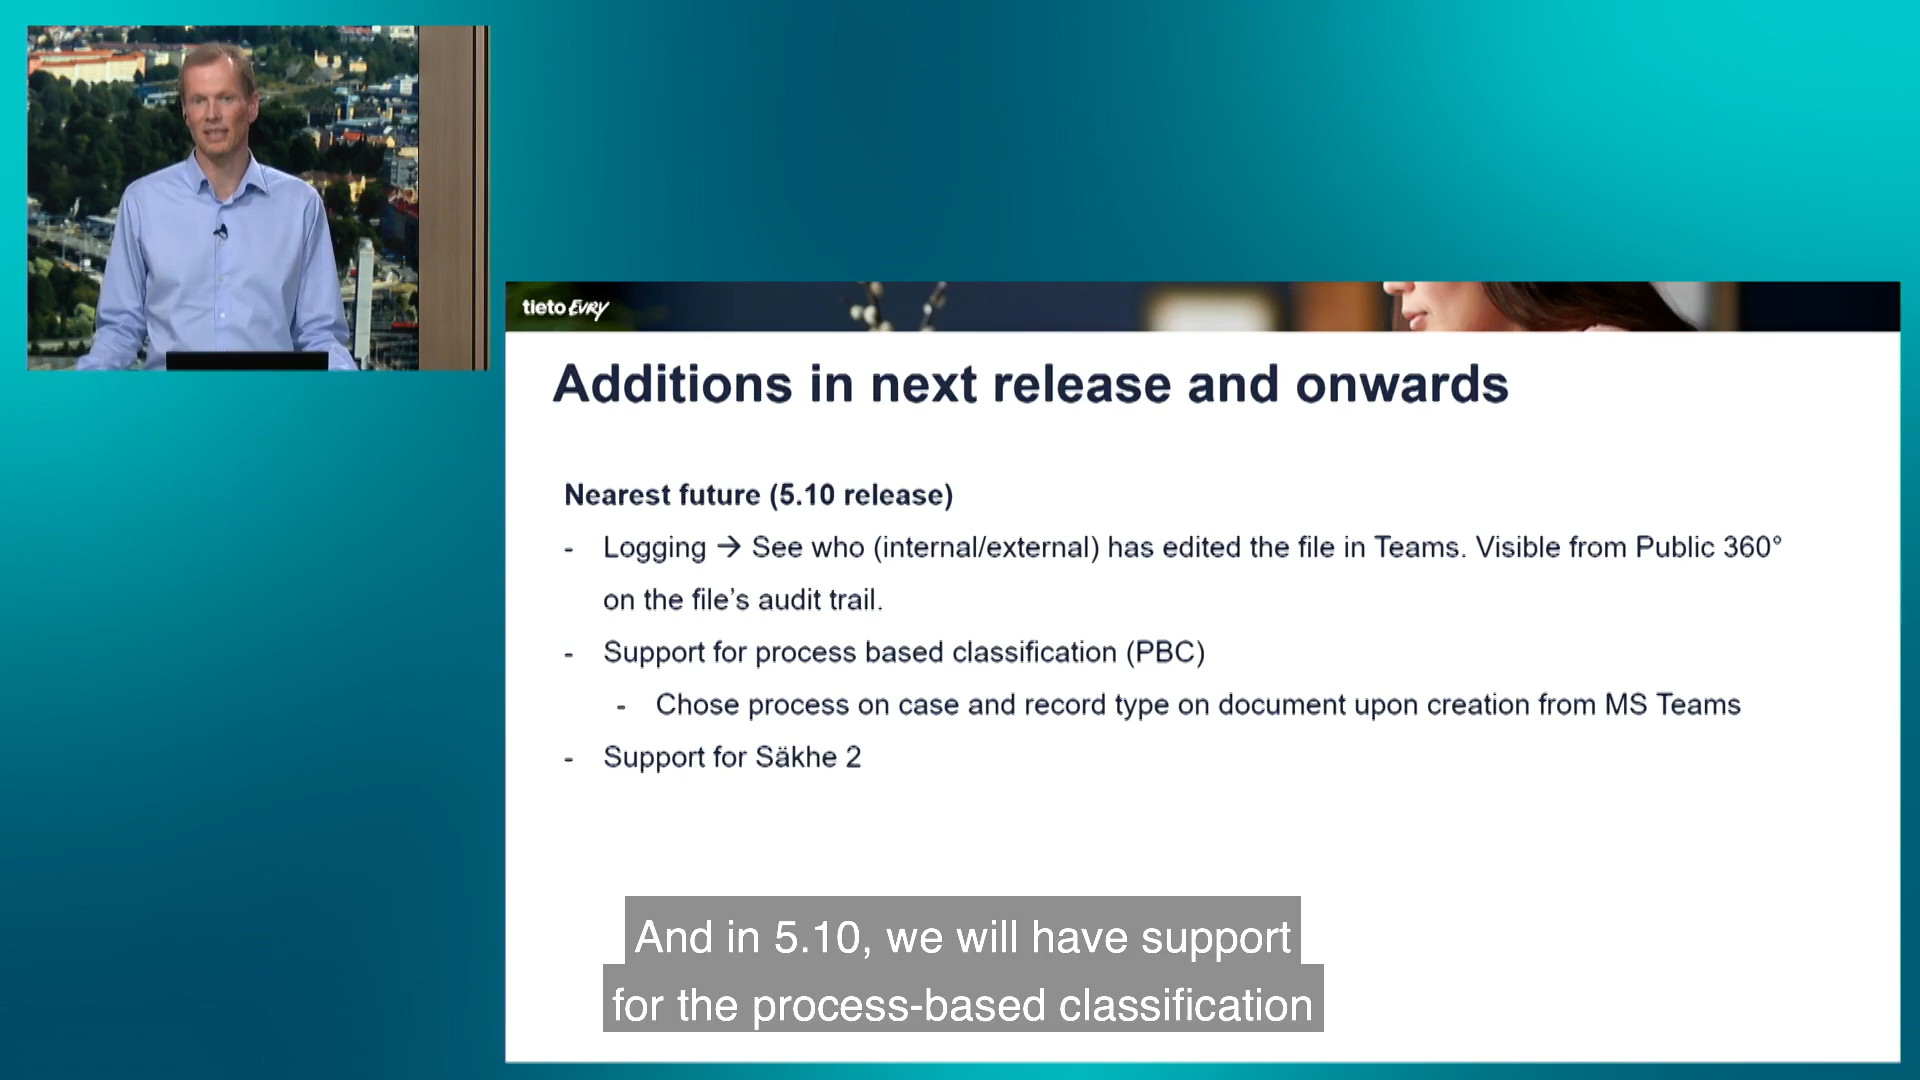 tieto EVRY
Additions in next release and onwards
Nearest future (5.10 release)
- Logging → See who (internal/external) has edited the file in Teams. Visible from Public 360°
on the file's audit trail.
- Support for process based classification (PBC)
- Chose process on case and record type on document upon creation from MS Teams
- Support for Säkhe 2
And in 5.10, we will have support
for the process-based classification